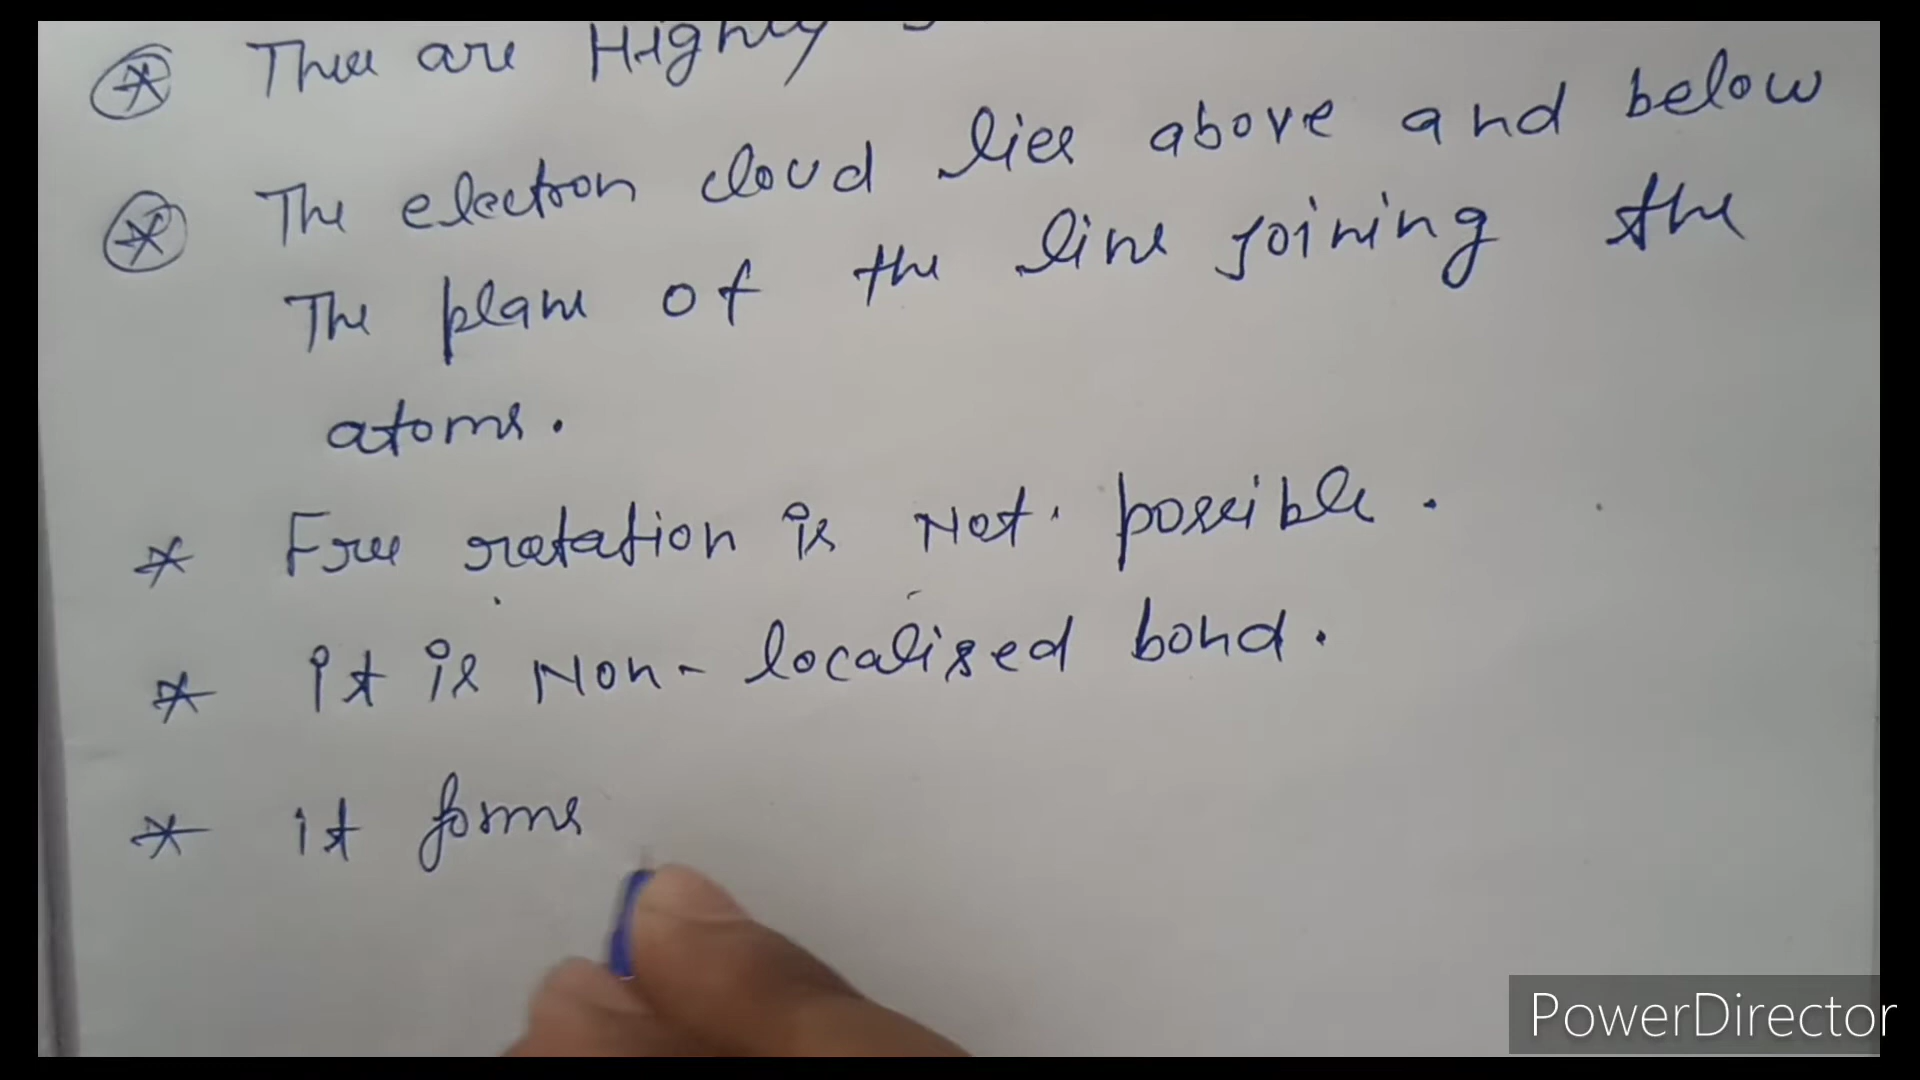 These are Highly
The electron cloud lies above and below
The plane of the line joining the
atoms.
* Free rotation is Not possible.
* it is Non-localised bond.
* it forms
PowerDirector